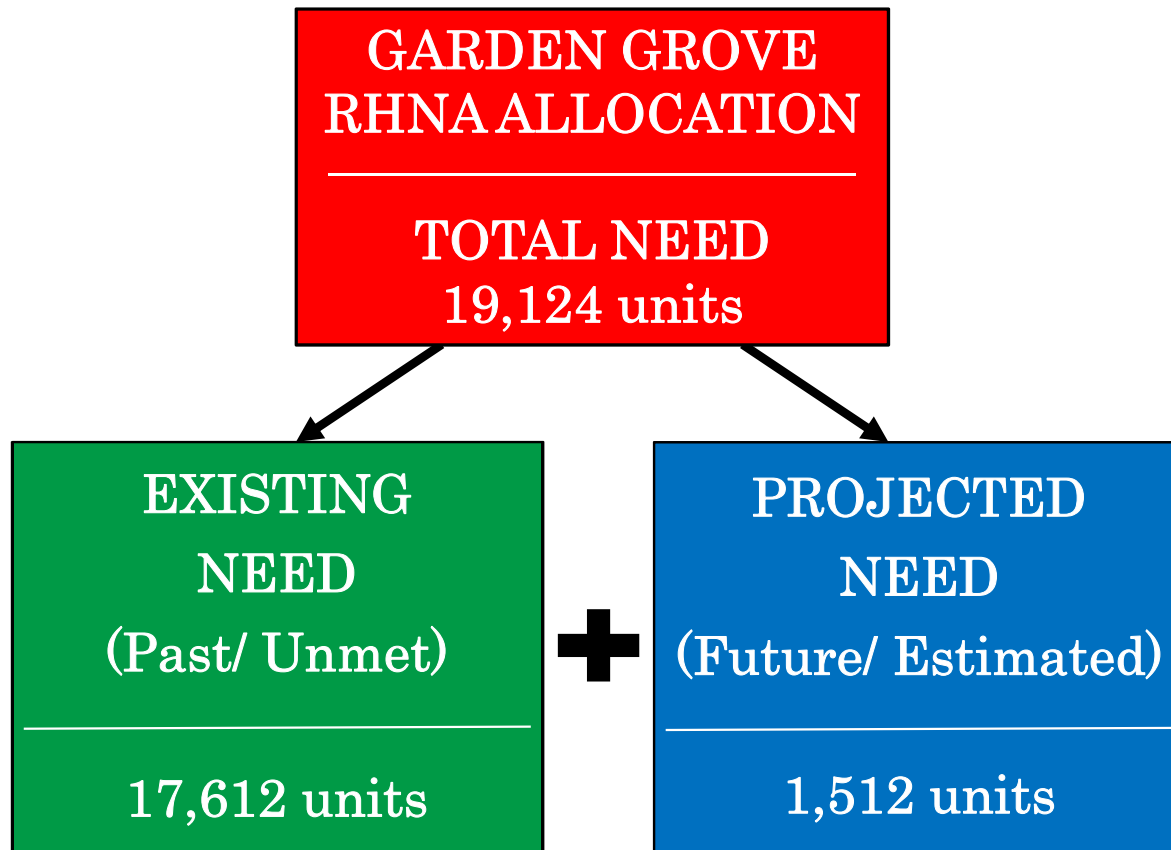 GARDEN GROVE
RHNA ALLOCATION
TOTAL NEED
19,124 units
EXISTING
NEED
(Past/ Unmet)
17,612 units
PROJECTED
NEED
(Future/ Estimated)
1,512 units